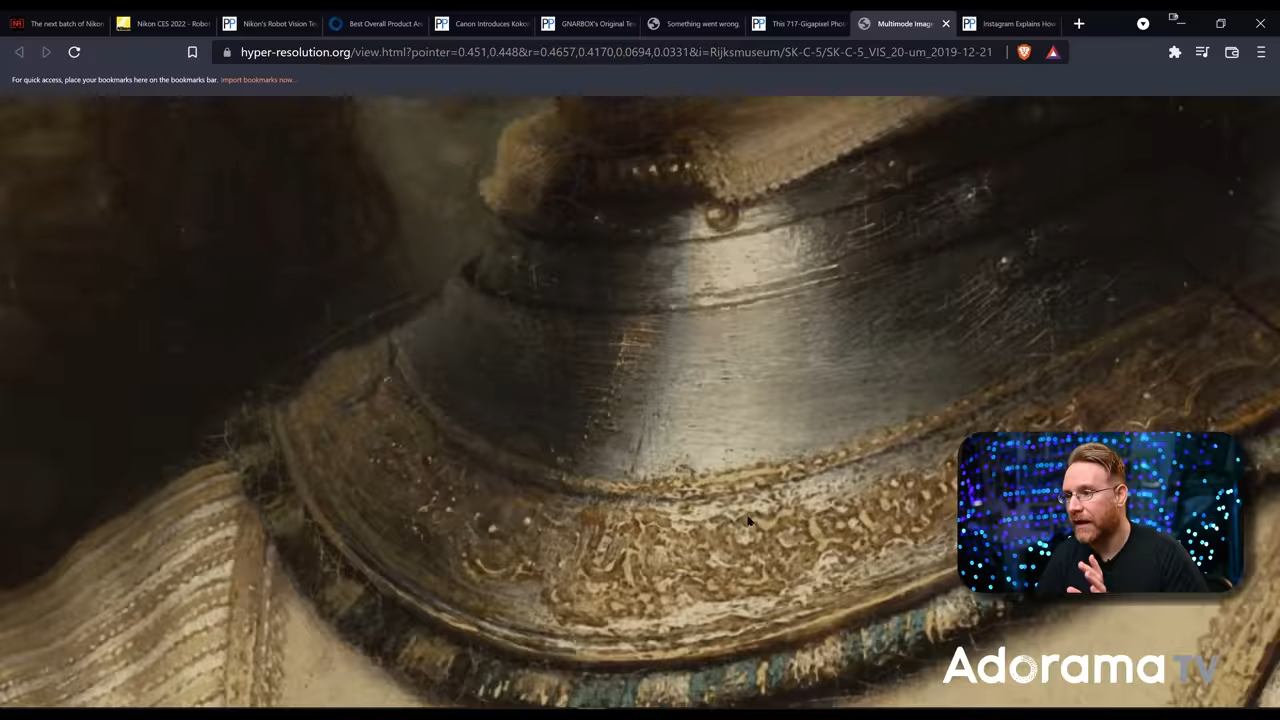 The next batch of Nikon
Nikon CES 2022 - Robot
Nikon's Robot Vision Te
Best Overall Product An
Canon Introduces Koko
GNARBOX's Original Te
Something went wrong.
This 717-Gigapixel Phot
Multimode Imag
Instagram Explains How
hyper-resolution.org/view.html?pointer=0.451,0.448&r=0.4657,0.4170,0.0694,0.0331&i=Rijksmuseum/SK-C-5/SK-C-5_VIS_20-um_2019-12-21
For quick access, place your bookmarks here on the bookmarks bar. Import bookmarks now...
Adorama TV